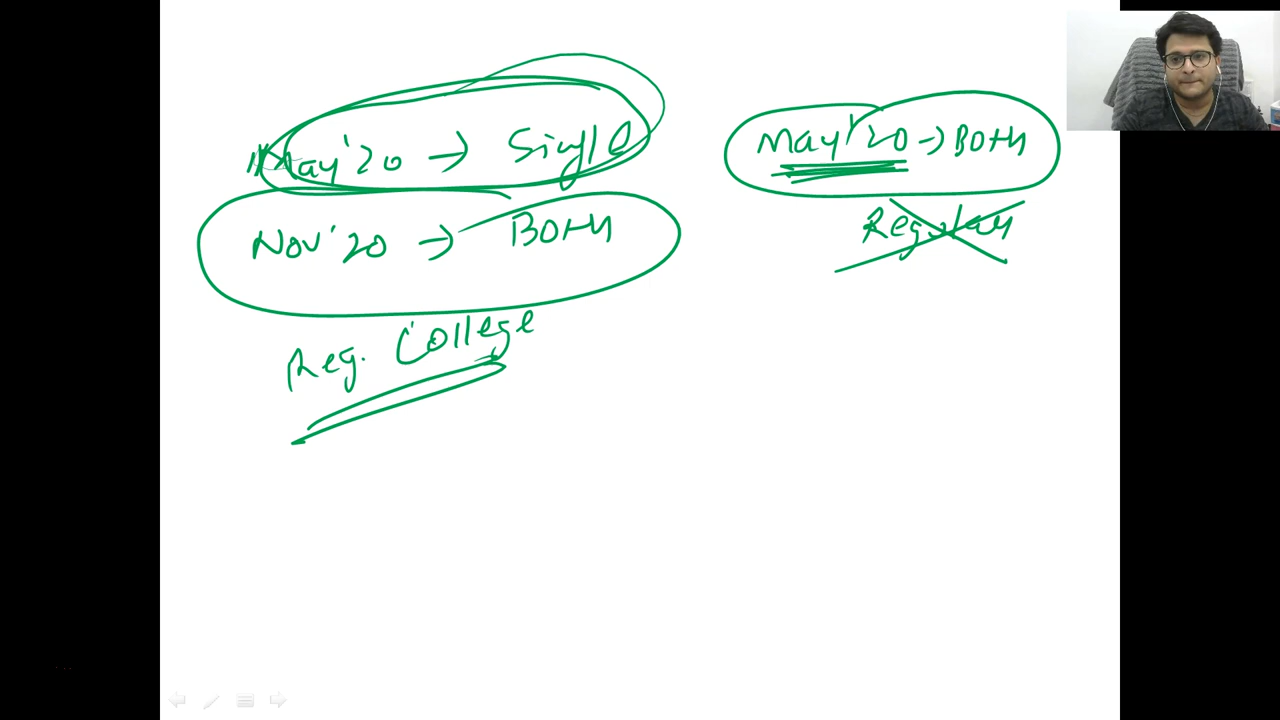 May'20 → Single
Nov'20 → BOTH
Reg. College
May'20 → BOTH
Regular